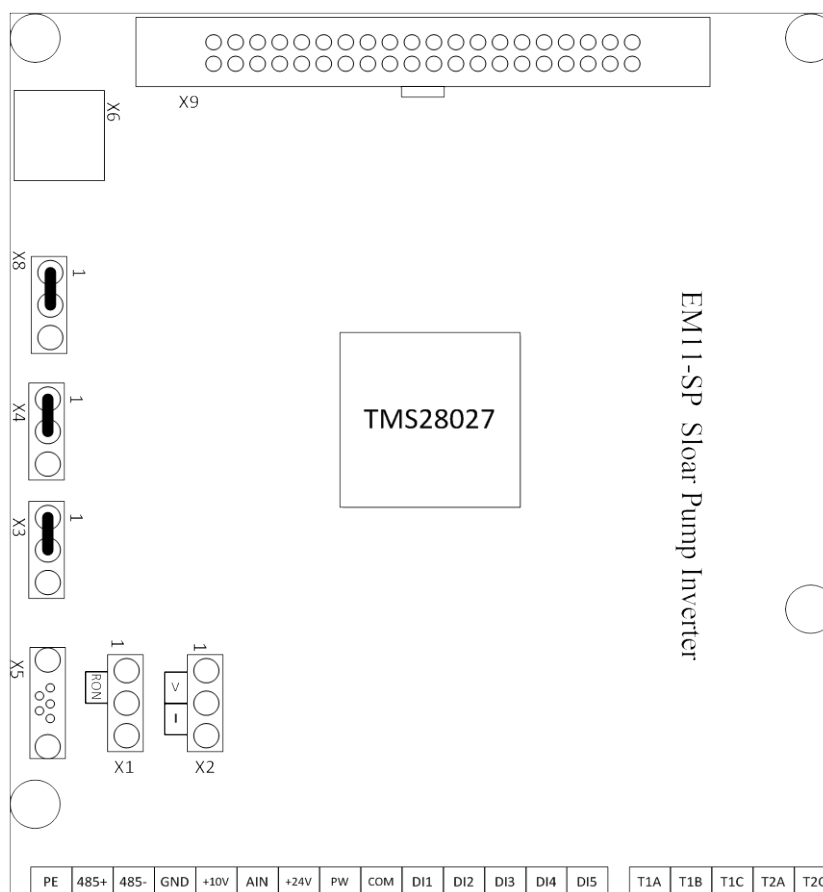 X9
X6
X8
1
X4
1
TMS28027
EM11-SP Sloar Pump Inverter
X3
1
X5
1
RON
X1
1
V
I
X2
PE 485+ 485- GND +10V AIN +24V PW COM DI1 DI2 DI3 DI4 DI5 T1A T1B T1C T2A T2C